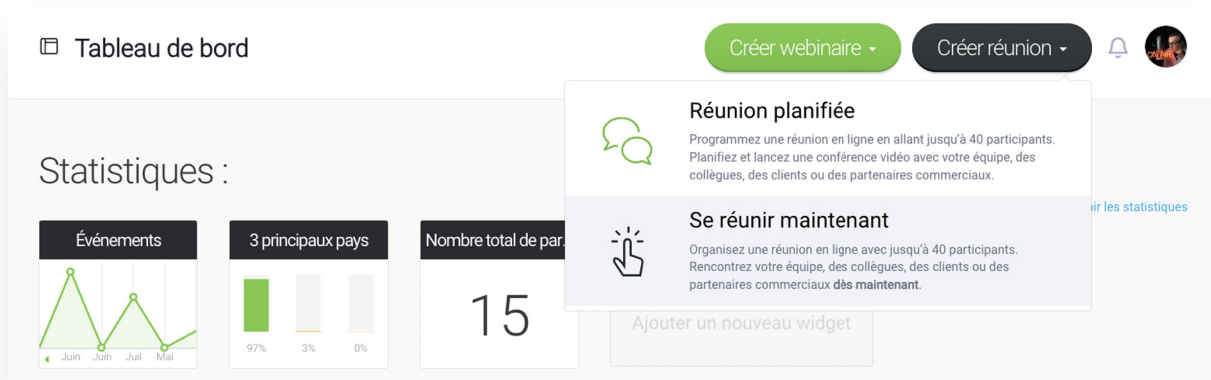 Tableau de bord
Créer webinaire
Créer réunion
ON AIR
Réunion planifiée
Programmez une réunion en ligne en allant jusqu'à 40 participants.
Planifiez et lancez une conférence vidéo avec votre équipe, des
collègues, des clients ou des partenaires commerciaux.
Se réunir maintenant
Organisez une réunion en ligne avec jusqu'à 40 participants.
Rencontrez votre équipe, des collègues, des clients ou des
partenaires commerciaux dès maintenant.
Statistiques :
ir les statistiques
Événements
3 principaux pays
Nombre total de par.
Juin Juin Juil Mai
97% 3% 0%
15
Ajouter un nouveau widget